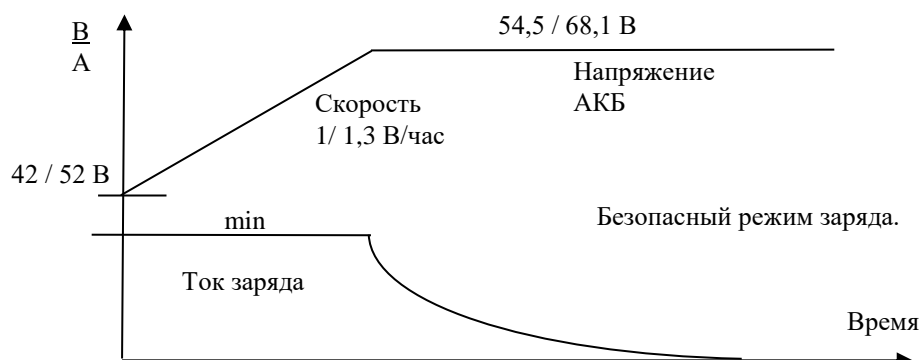 54,5 / 68,1 В
В
А
Напряжение
АКБ
Скорость
1/ 1,3 В/час
42 / 52 В
min
Безопасный режим заряда.
Ток заряда
Время